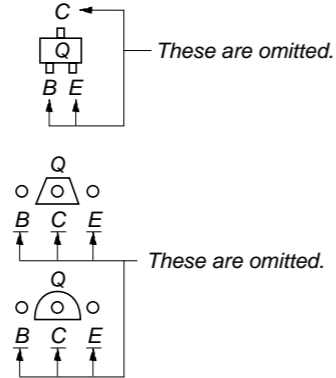 C
Q These are omitted.
B E
Q
B C E
These are omitted.
Q
B C E